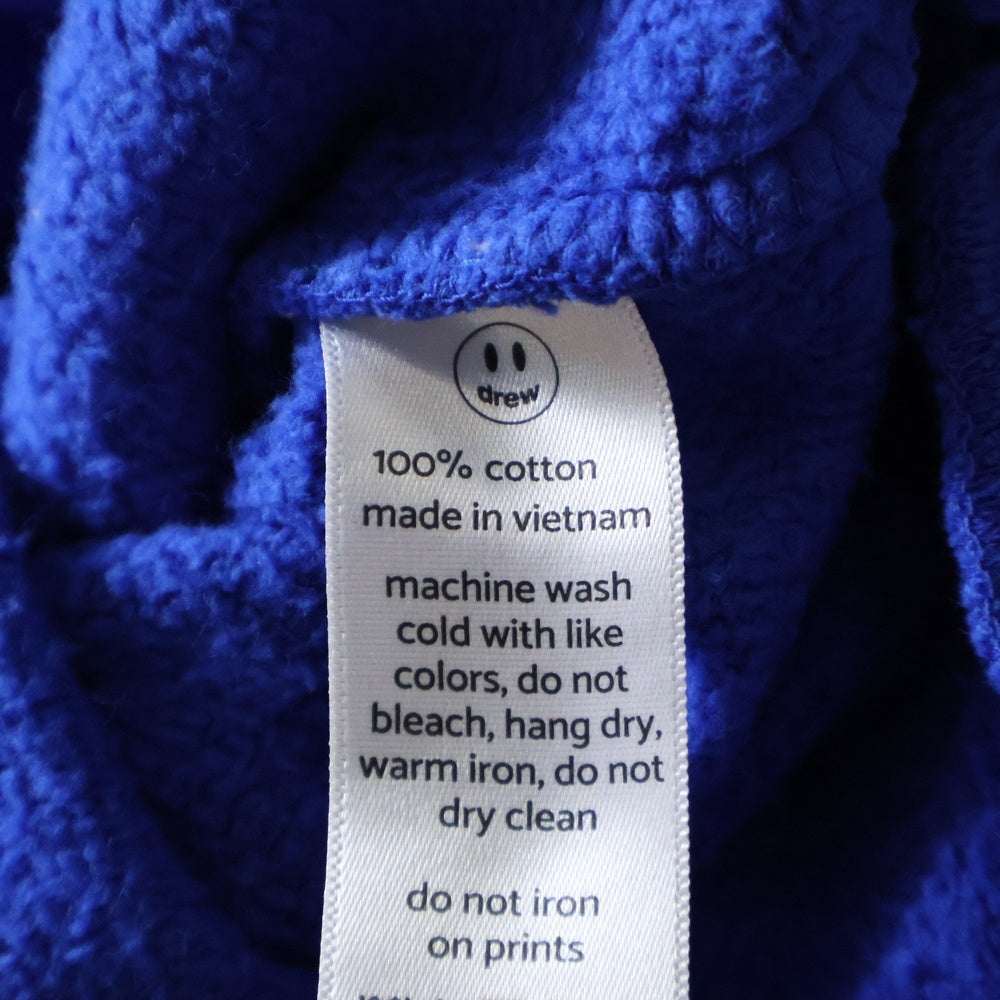 drew
100% cotton
made in vietnam
machine wash
cold with like
colors, do not
bleach, hang dry,
warm iron, do not
dry clean
do not iron
on prints